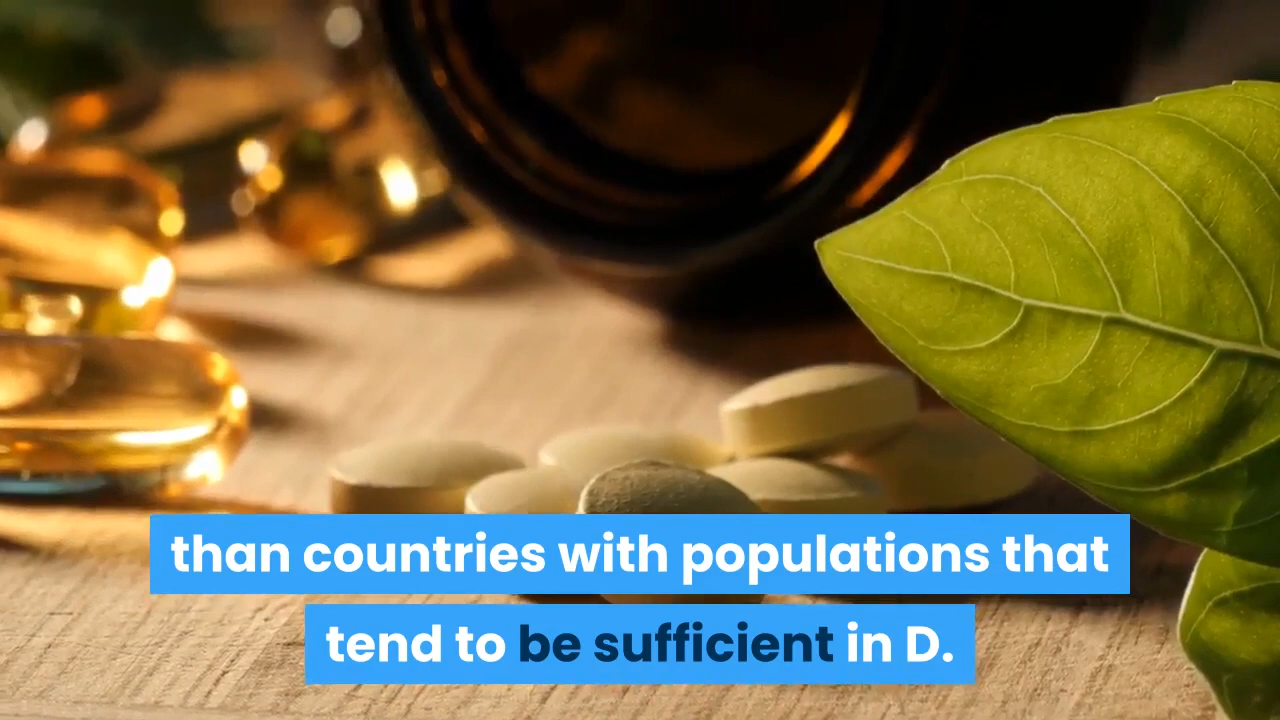 than countries with populations that
tend to be sufficient in D.